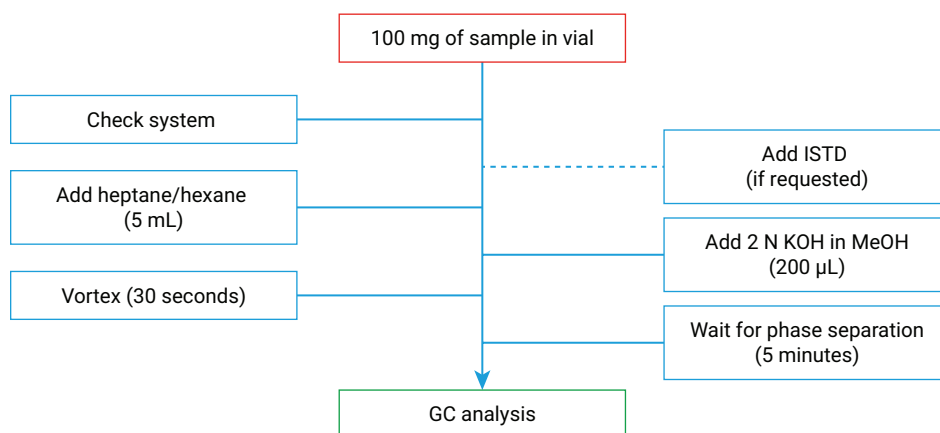 100 mg of sample in vial
Check system
Add ISTD
(if requested)
Add heptane/hexane
(5 mL)
Add 2 N KOH in MeOH
(200 µL)
Vortex (30 seconds)
Wait for phase separation
(5 minutes)
GC analysis